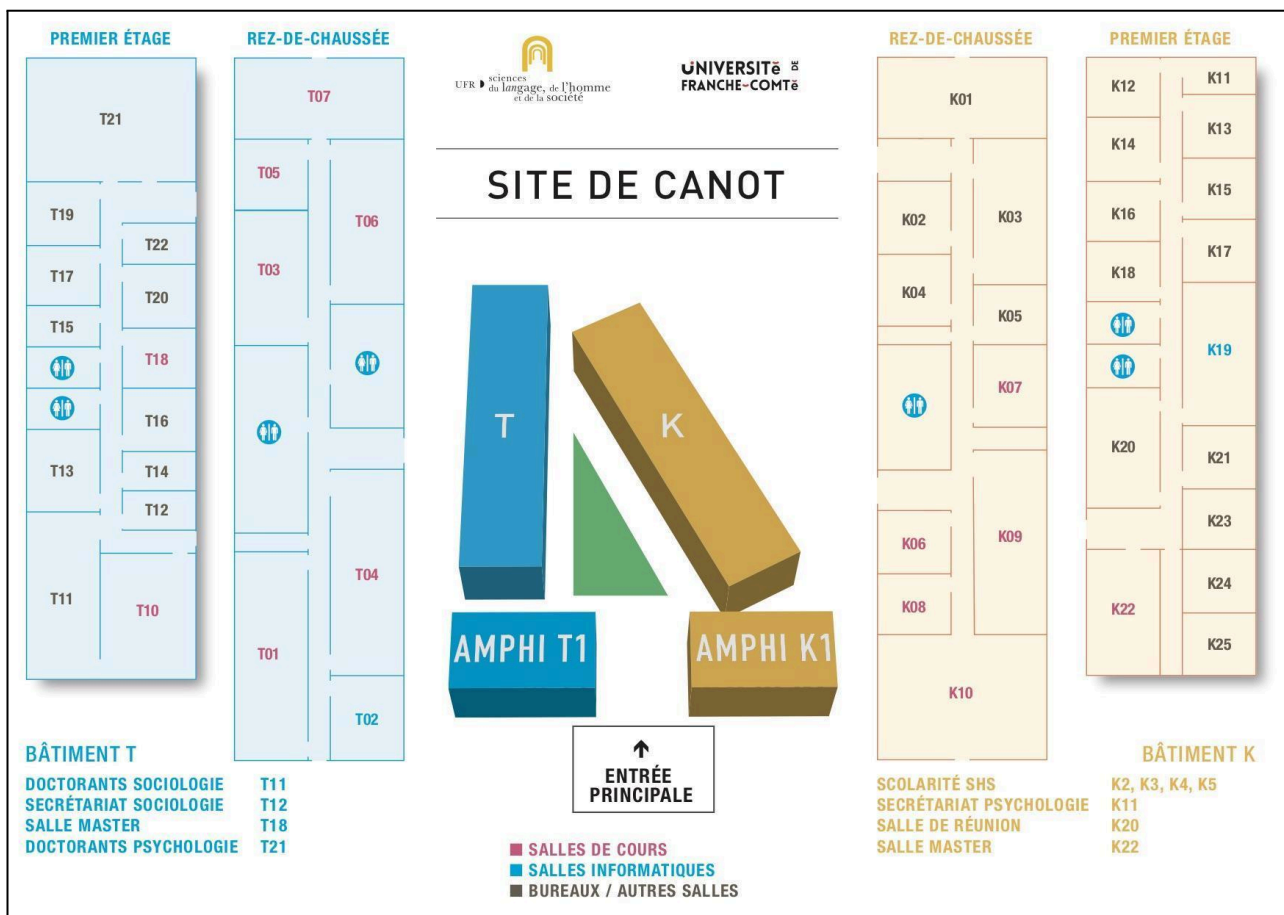 PREMIER ÉTAGE
T21
T19
T22
T17
T20
T15
T18
T16
T13
T14
T12
T11
T10
REZ-DE-CHAUSSÉE
T07
T05
T06
T03
T04
T01
T02
UFR sciences
du langage, de l'homme
et de la société
UNIVERSITĒ DE
FRANCHE-COMTĒ
SITE DE CANOT
T
K
AMPHI T1
AMPHI K1
↑
ENTRÉE
PRINCIPALE
REZ-DE-CHAUSSÉE
K01
K02
K03
K04
K05
K07
K06
K09
K08
K10
PREMIER ÉTAGE
K11
K12
K13
K14
K15
K16
K17
K18
K19
K20
K21
K23
K24
K22
K25
BÂTIMENT T
DOCTORANTS SOCIOLOGIE T11
SECRÉTARIAT SOCIOLOGIE T12
SALLE MASTER T18
DOCTORANTS PSYCHOLOGIE T21
SALLES DE COURS
SALLES INFORMATIQUES
BUREAUX / AUTRES SALLES
BÂTIMENT K
SCOLARITÉ SHS K2, K3, K4, K5
SECRÉTARIAT PSYCHOLOGIE K11
SALLE DE RÉUNION K20
SALLE MASTER K22